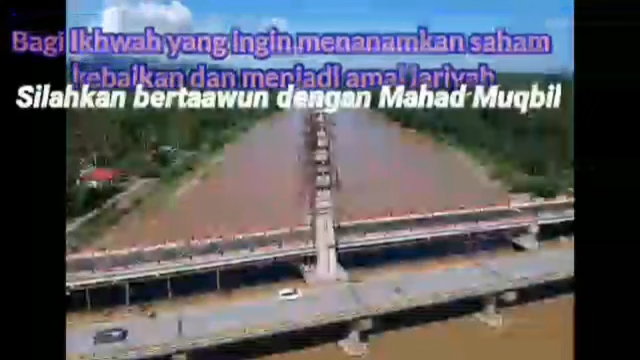 Bagi Ikhwah yang ingin menanamkan saham
kebaikan dan menjadi amal Jariyah
Silahkan bertaawun dengan Mahad Muqbil